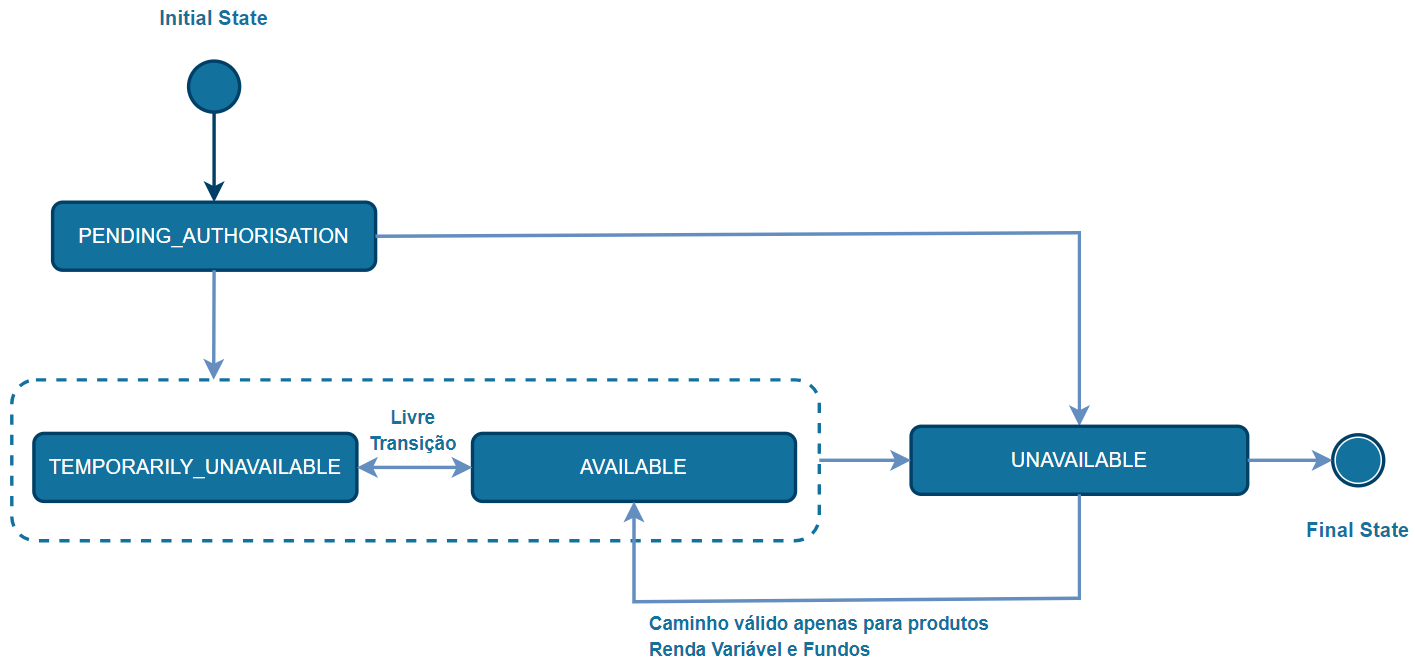 Initial State
PENDING_AUTHORISATION
Livre
Transição
TEMPORARILY_UNAVAILABLE
AVAILABLE
UNAVAILABLE
Final State
Caminho válido apenas para produtos
Renda Variável e Fundos